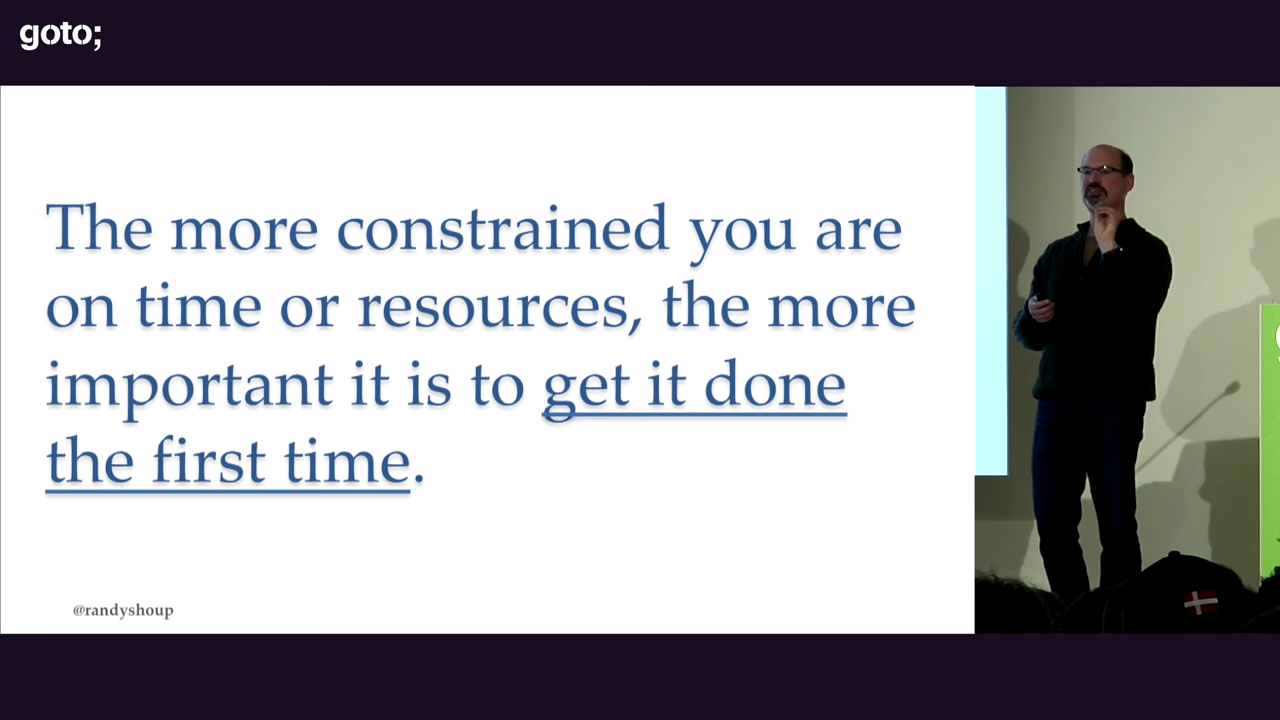 goto;
The more constrained you are
on time or resources, the more
important it is to get it done
the first time.
@randyshoup